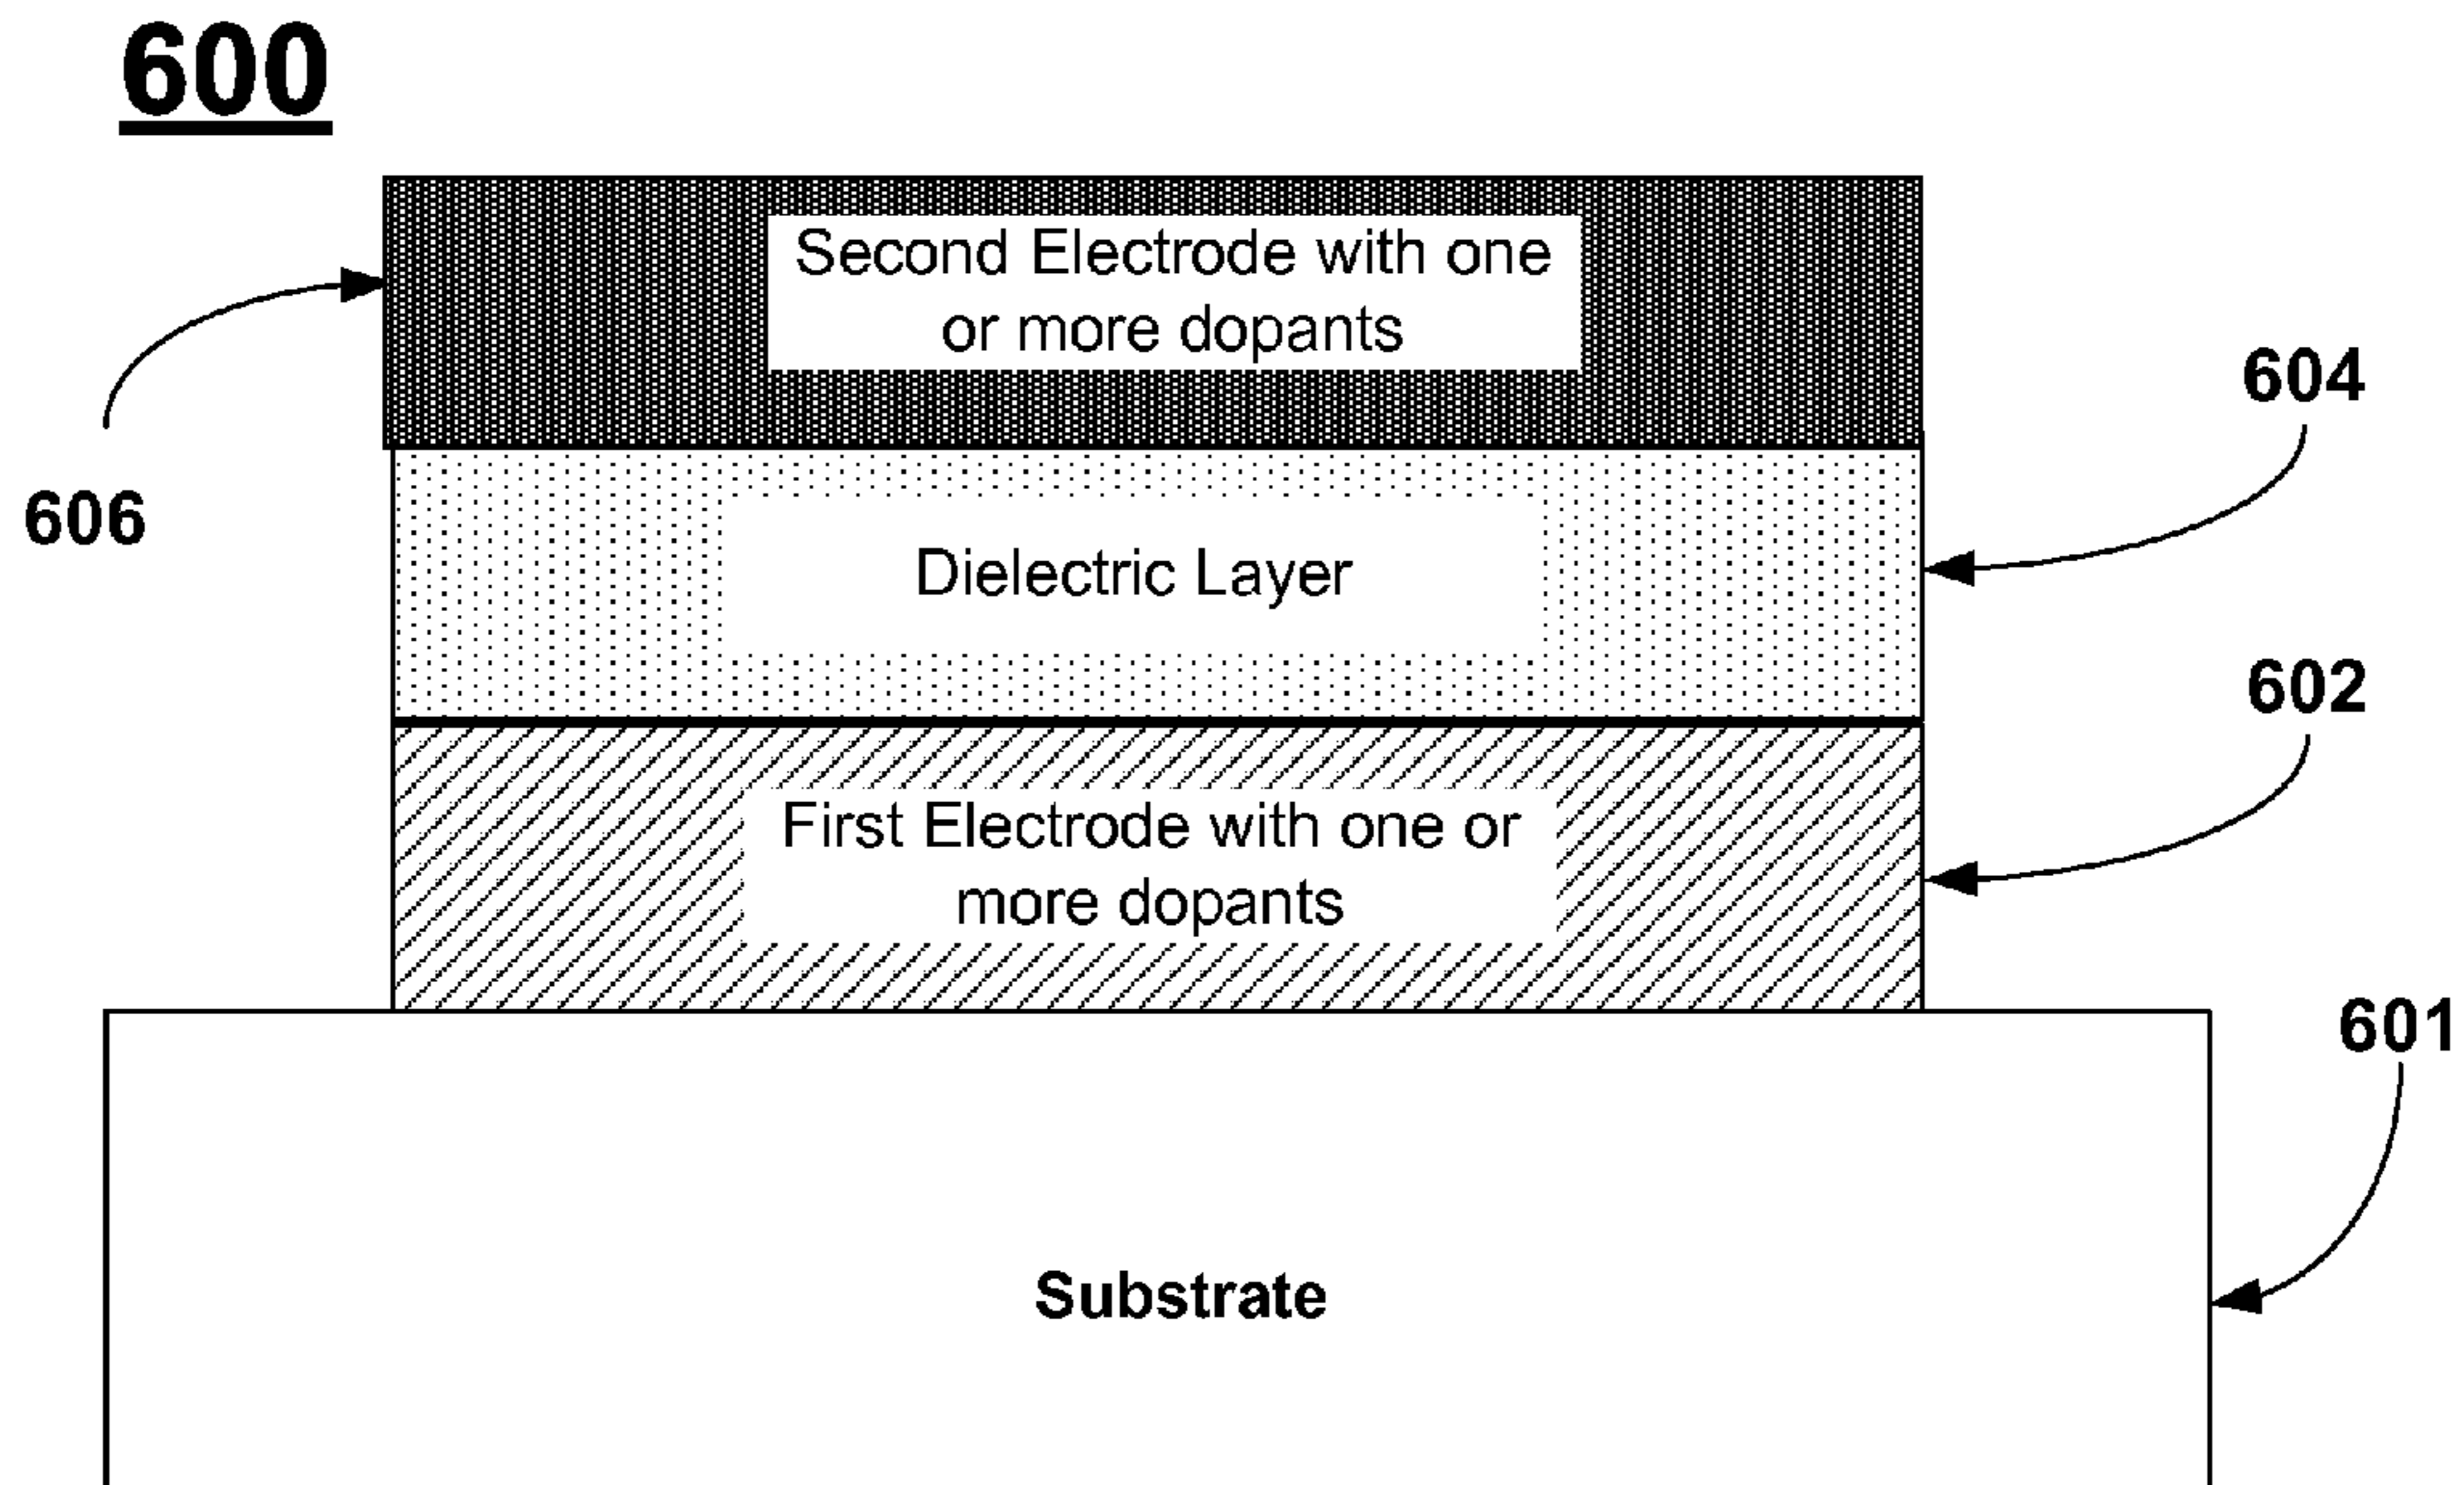 600
Second Electrode with one
or more dopants
604
606
Dielectric Layer
602
First Electrode with one or
more dopants
601
Substrate